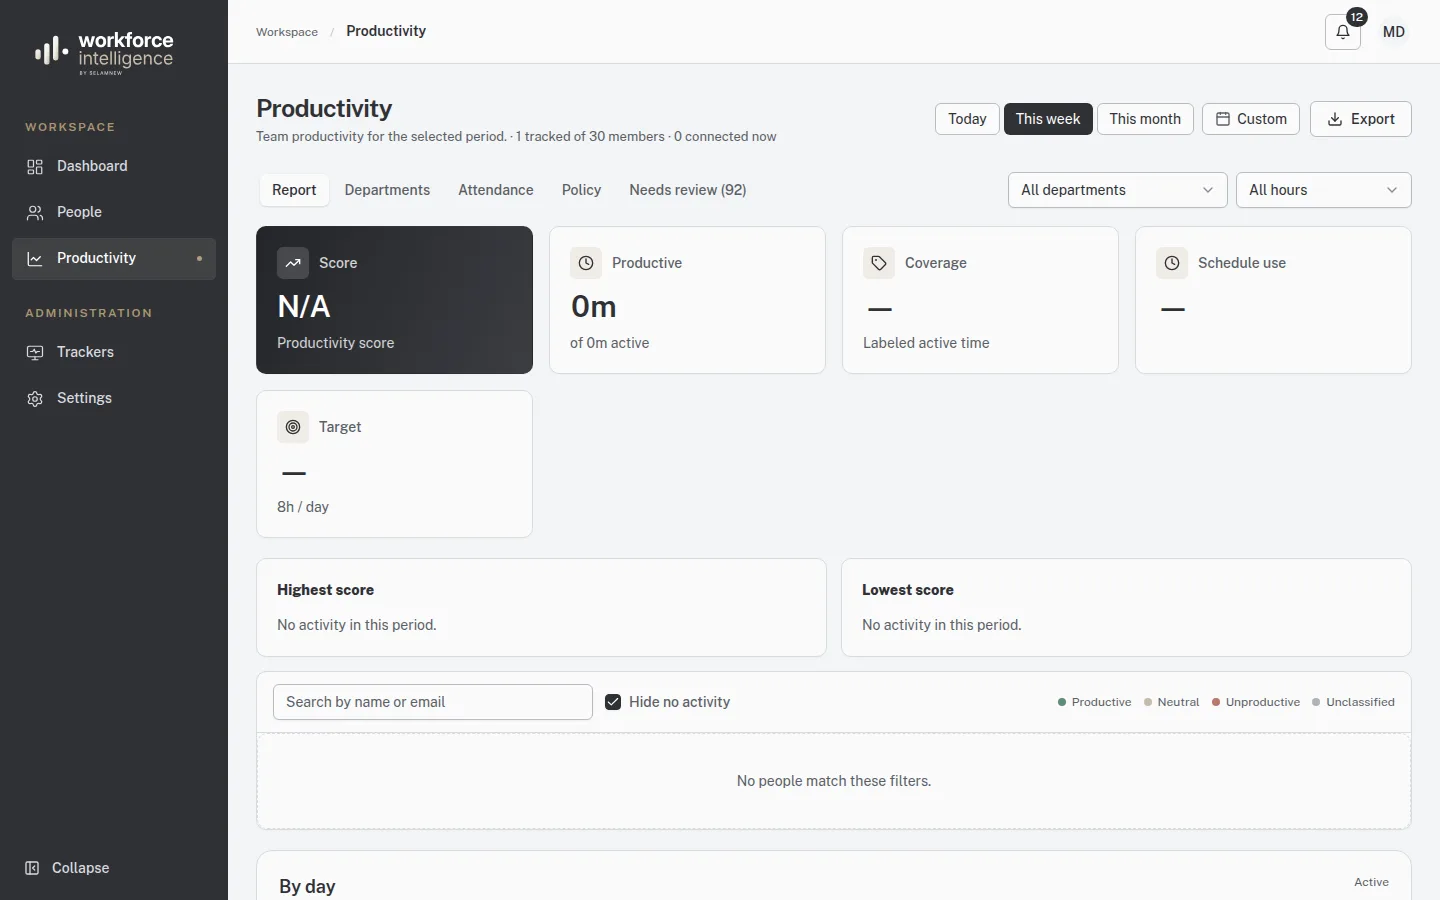 workforce
intelligence
BY SELAMNEW
WORKSPACE
Dashboard
People
Productivity
ADMINISTRATION
Trackers
Settings
Collapse
Workspace / Productivity
12
MD
Productivity
Team productivity for the selected period. · 1 tracked of 30 members · 0 connected now
Today
This week
This month
Custom
Export
Report
Departments
Attendance
Policy
Needs review (92)
All departments
All hours
Score
N/A
Productivity score
Productive
0m
of 0m active
Coverage
—
Labeled active time
Schedule use
—
Target
—
8h / day
Highest score
No activity in this period.
Lowest score
No activity in this period.
Search by name or email
Hide no activity
Productive
Neutral
Unproductive
Unclassified
No people match these filters.
By day
Active